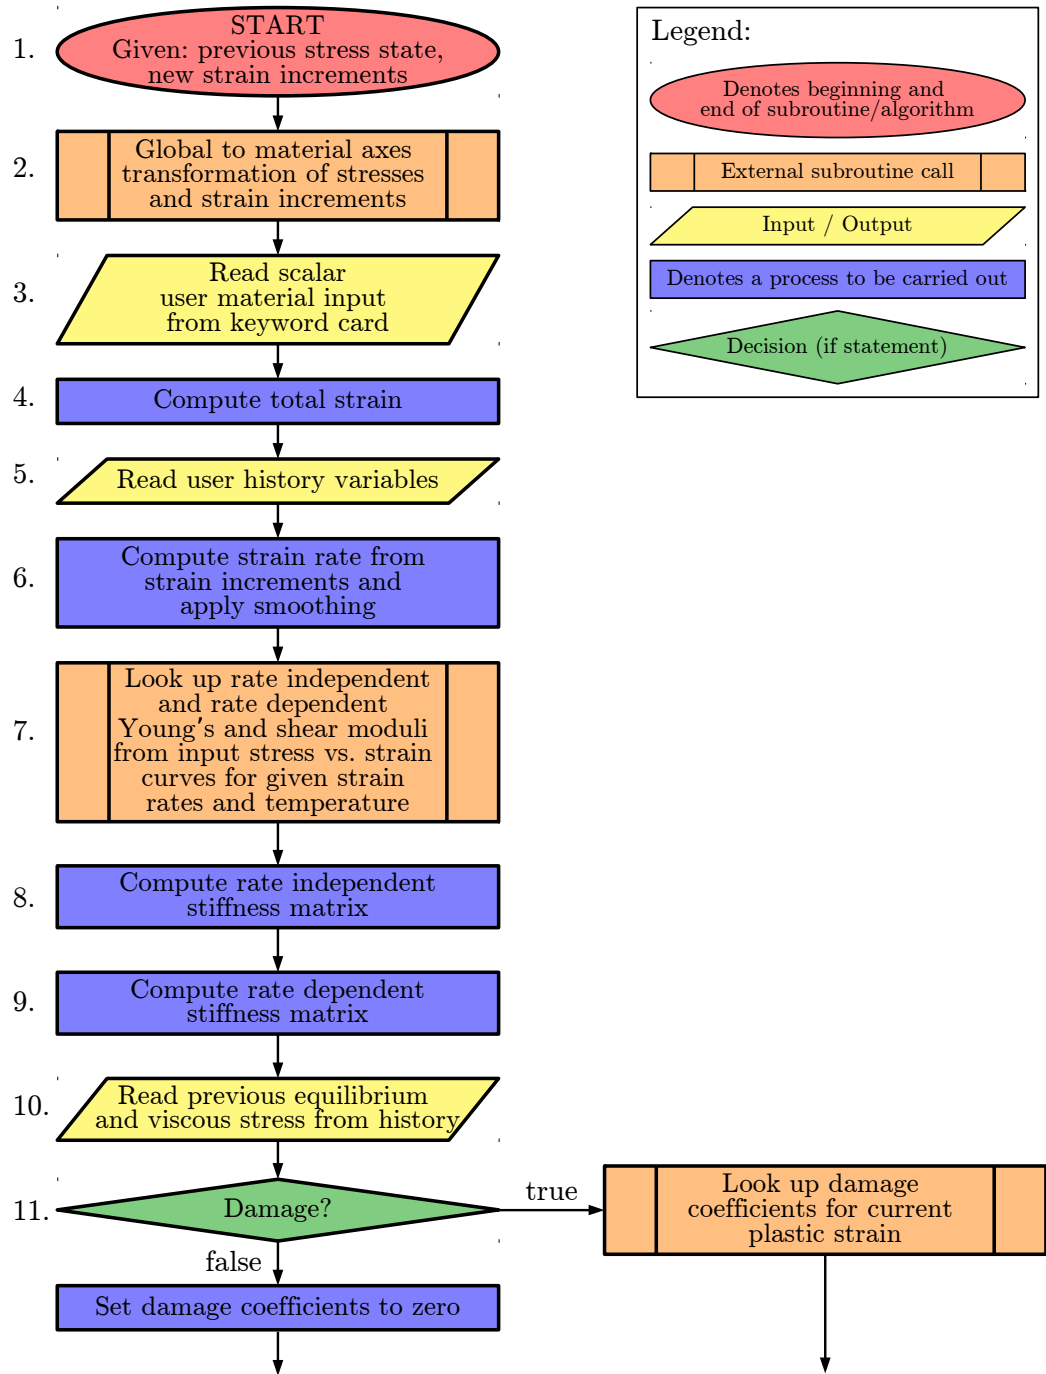 1.
START
Given: previous stress state,
new strain increments
2.
Global to material axes
transformation of stresses
and strain increments
3.
Read scalar
user material input
from keyword card
4.
Compute total strain
5.
Read user history variables
6.
Compute strain rate from
strain increments and
apply smoothing
7.
Look up rate independent
and rate dependent
Young's and shear moduli
from input stress vs. strain
curves for given strain
rates and temperature
8.
Compute rate independent
stiffness matrix
9.
Compute rate dependent
stiffness matrix
10.
Read previous equilibrium
and viscous stress from history
11.
Damage?
true
Look up damage
coefficients for current
plastic strain
false
Set damage coefficients to zero
Legend:
Denotes beginning and
end of subroutine/algorithm
External subroutine call
Input / Output
Denotes a process to be carried out
Decision (if statement)